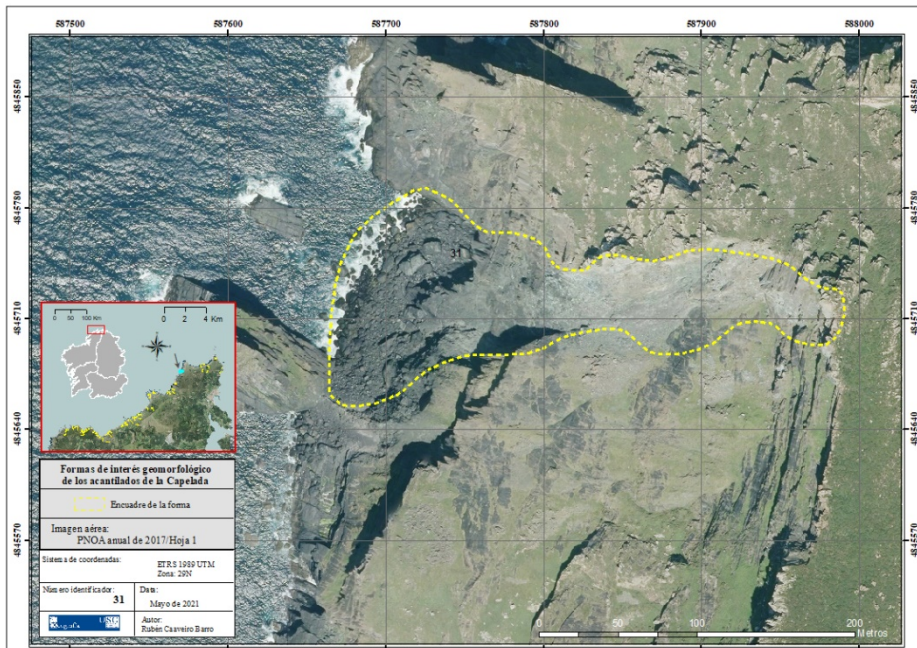 587500 587600 587700 587800 587900 588000
4845850 4845850
4845780 4845780
31
4845710 4845710
4845640 4845640
4845570 4845570
0 50 100 Km
0 2 4
Km
Formas de interés geomorfológico
de los acantilados de la Capelada
Encuadre de la forma
Imagen aérea:
PNOA anual de 2017/Hoja 1
Sistema de coordenadas:
ETRS 1989 UTM
Zona: 29N
Número identificador:
31
Data:
Mayo de 2021
Autor:
Rubén Caaveiro Barro
0 50 100 200
Metros